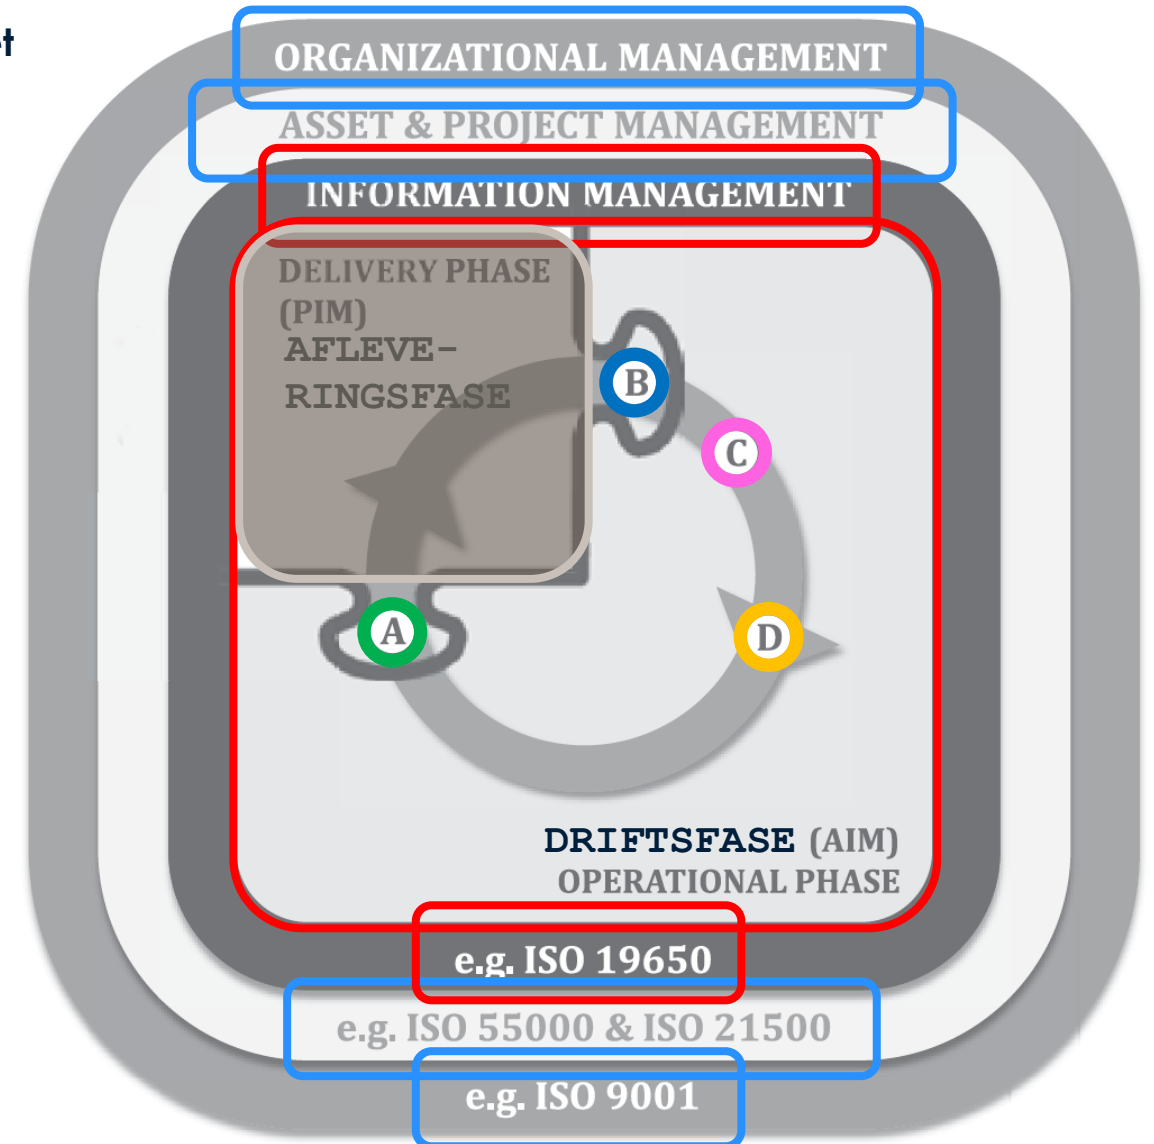 ORGANIZATIONAL MANAGEMENT
ASSET & PROJECT MANAGEMENT
INFORMATION MANAGEMENT
DELIVERY PHASE
(PIM)
AFLEVE-
RINGSFASE
B
C
A
D
DRIFTSFASE (AIM)
OPERATIONAL PHASE
e.g. ISO 19650
e.g. ISO 55000 & ISO 21500
e.g. ISO 9001